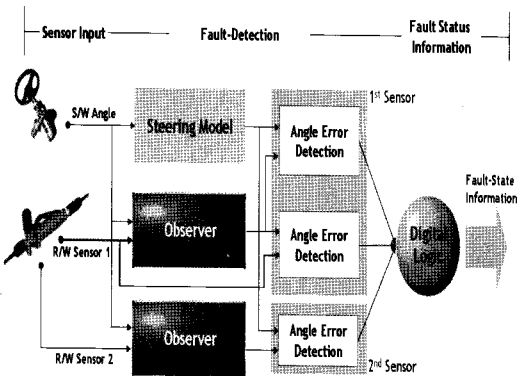 Sensor Input
Fault-Detection
Fault Status
Information
S/W Angle
Steering Model
1st Sensor
Angle Error
Detection
R/W Sensor 1
Observer
Angle Error
Detection
Digital
Logic
Fault-State
Information
R/W Sensor 2
Observer
Angle Error
Detection
2nd Sensor